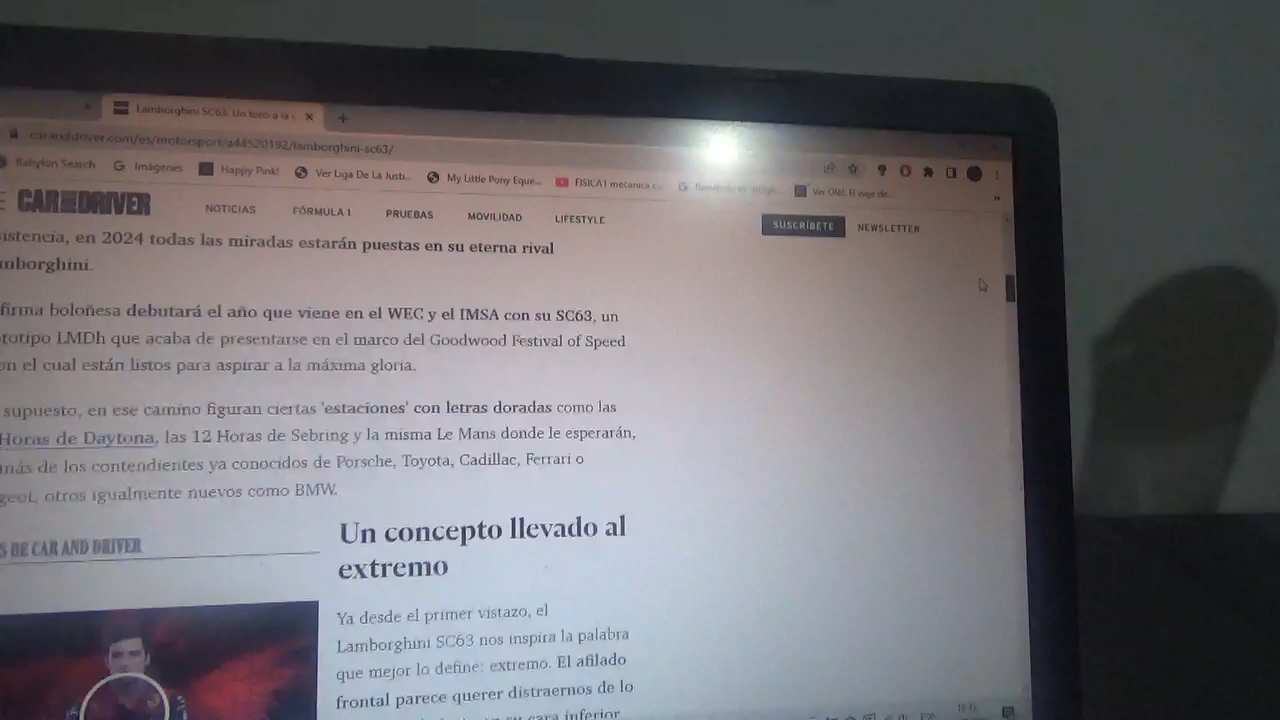 Lamborghini SC63: Un toro a la
carandriver.com/es/motorsport/a44520192/lamborghini-sc63/
Babylon Search
Imágenes
Happy Pink!
Ver Liga De La Justi...
My Little Pony Eque...
FISICA1 mecanica c...
Ver Olé!: El viaje de...
CAR AND DRIVER
NOTICIAS
FÓRMULA 1
PRUEBAS
MOVILIDAD
LIFESTYLE
SUSCRÍBETE
NEWSLETTER
istencia, en 2024 todas las miradas estarán puestas en su eterna rival
mborghini.
firma boloñesa debutará el año que viene en el WEC y el IMSA con su SC63, un
totipo LMDh que acaba de presentarse en el marco del Goodwood Festival of Speed
on el cual están listos para aspirar a la máxima gloria.
supuesto, en ese camino figuran ciertas 'estaciones' con letras doradas como las
Horas de Daytona, las 12 Horas de Sebring y la misma Le Mans donde le esperarán,
más de los contendientes ya conocidos de Porsche, Toyota, Cadillac, Ferrari o
geot, otros igualmente nuevos como BMW.
S DE CAR AND DRIVER
Un concepto llevado al
extremo
Ya desde el primer vistazo, el
Lamborghini SC63 nos inspira la palabra
que mejor lo define: extremo. El afilado
frontal parece querer distraernos de lo
su cara inferior